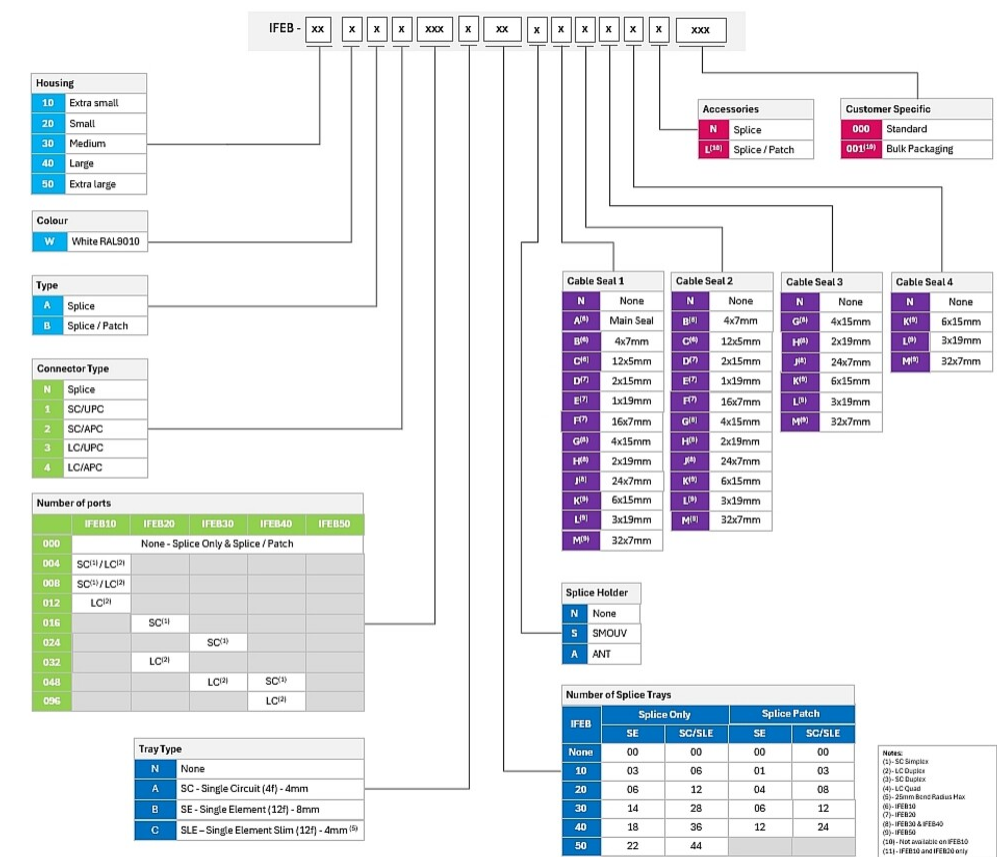 IFEB - xx x x x xxx x xx x x x x x x xxx
Housing
10 Extra small
20 Small
30 Medium
40 Large
50 Extra large
Colour
W White RAL9010
Type
A Splice
B Splice / Patch
Connector Type
N Splice
1 SC/UPC
2 SC/APC
3 LC/UPC
4 LC/APC
Number of ports
IFEB10 IFEB20 IFEB30 IFEB40 IFEB50
000 None - Splice Only & Splice / Patch
004 SC(1)/LC(2)
008 SC(1)/LC(2)
012 LC(2)
016 SC(1)
024 SC(1)
032 LC(2)
048 LC(2) SC(1)
096 LC(2)
Tray Type
N None
A SC - Single Circuit (4f) - 4mm
B SE - Single Element (12f) - 8mm
C SLE – Single Element Slim (12f) - 4mm (5)
Accessories
N Splice
L(10) Splice / Patch
Customer Specific
000 Standard
001(10) Bulk Packaging
Cable Seal 1
N None
A(6) Main Seal
B(6) 4x7mm
C(6) 12x5mm
D(7) 2x15mm
E(7) 1x19mm
F(7) 16x7mm
G(8) 4x15mm
H(8) 2x19mm
J(8) 24x7mm
K(9) 6x15mm
L(9) 3x19mm
M(9) 32x7mm
Cable Seal 2
N None
B(6) 4x7mm
C(6) 12x5mm
D(7) 2x15mm
E(7) 1x19mm
F(7) 16x7mm
G(8) 4x15mm
H(8) 2x19mm
J(8) 24x7mm
K(9) 6x15mm
L(9) 3x19mm
M(9) 32x7mm
Cable Seal 3
N None
G(8) 4x15mm
H(8) 2x19mm
J(8) 24x7mm
K(9) 6x15mm
L(9) 3x19mm
M(9) 32x7mm
Cable Seal 4
N None
K(9) 6x15mm
L(9) 3x19mm
M(9) 32x7mm
Splice Holder
N None
S SMOUV
A ANT
Number of Splice Trays
IFEB Splice Only Splice Patch
SE SC/SLE SE SC/SLE
None 00 00 00 00
10 03 06 01 03
20 06 12 04 08
30 14 28 06 12
40 18 36 12 24
50 22 44
Notes:
(1)- SC Simplex
(2)- LC Duplex
(3)- SC Duplex
(4)- LC Quad
(5)- 25mm Bend Radius Max
(6)- IFEB10
(7)- IFEB20
(8)- IFEB30 & IFEB40
(9)- IFEB50
(10)- Not available on IFEB10
(11)- IFEB10 and IFEB20 only